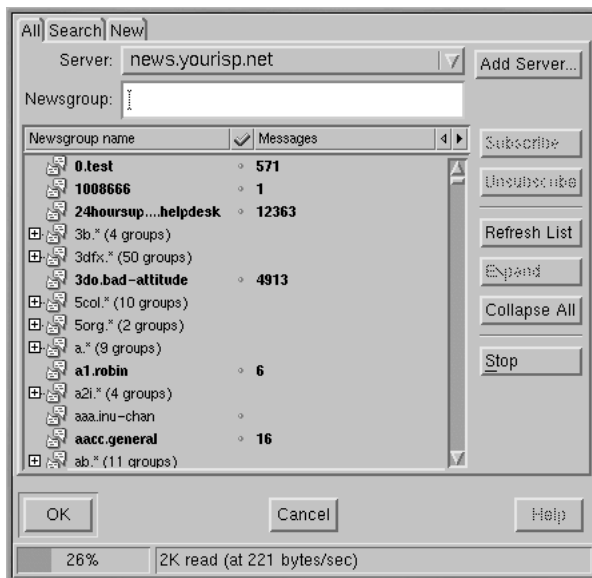 All Search New
Server: news.yourisp.net
Add Server...
Newsgroup:
Newsgroup name Messages
0.test 571
1008666 1
24hoursup....helpdesk 12363
3b.* (4 groups)
3dfx.* (50 groups)
3do.bad-attitude 4913
5col.* (10 groups)
5org.* (2 groups)
a.* (9 groups)
a1.robin 6
a2i.* (4 groups)
aaa.inu-chan
aacc.general 16
ab.* (11 groups)
Subscribe
Unsubscribe
Refresh List
Expand
Collapse All
Stop
OK Cancel Help
26% 2K read (at 221 bytes/sec)